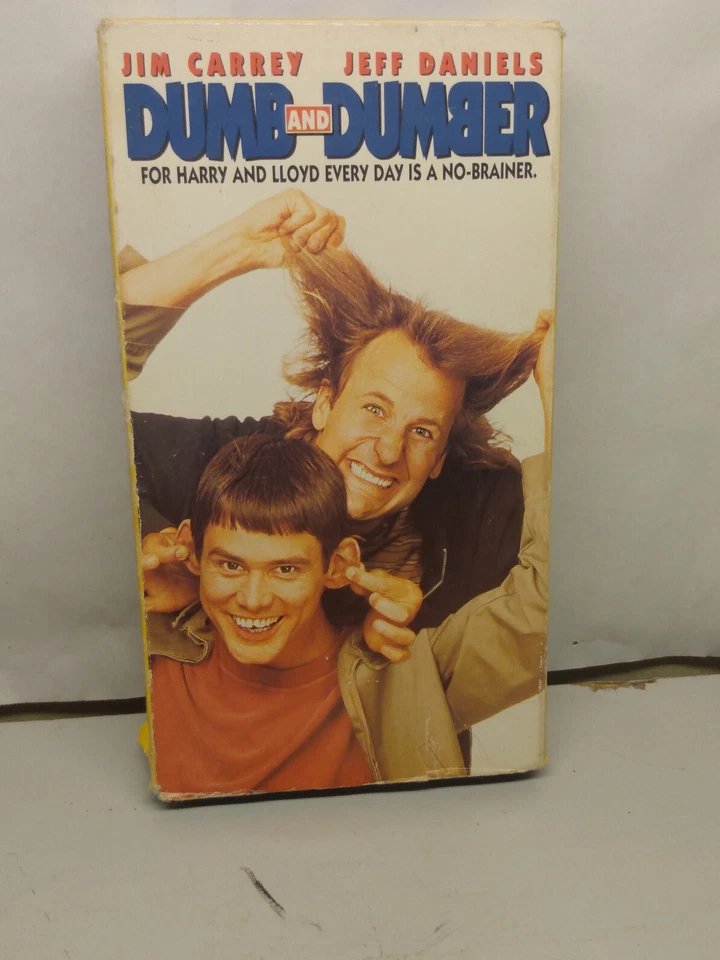 JIM CARREY JEFF DANIELS
DUMB AND DUMBER
FOR HARRY AND LLOYD EVERY DAY IS A NO-BRAINER.